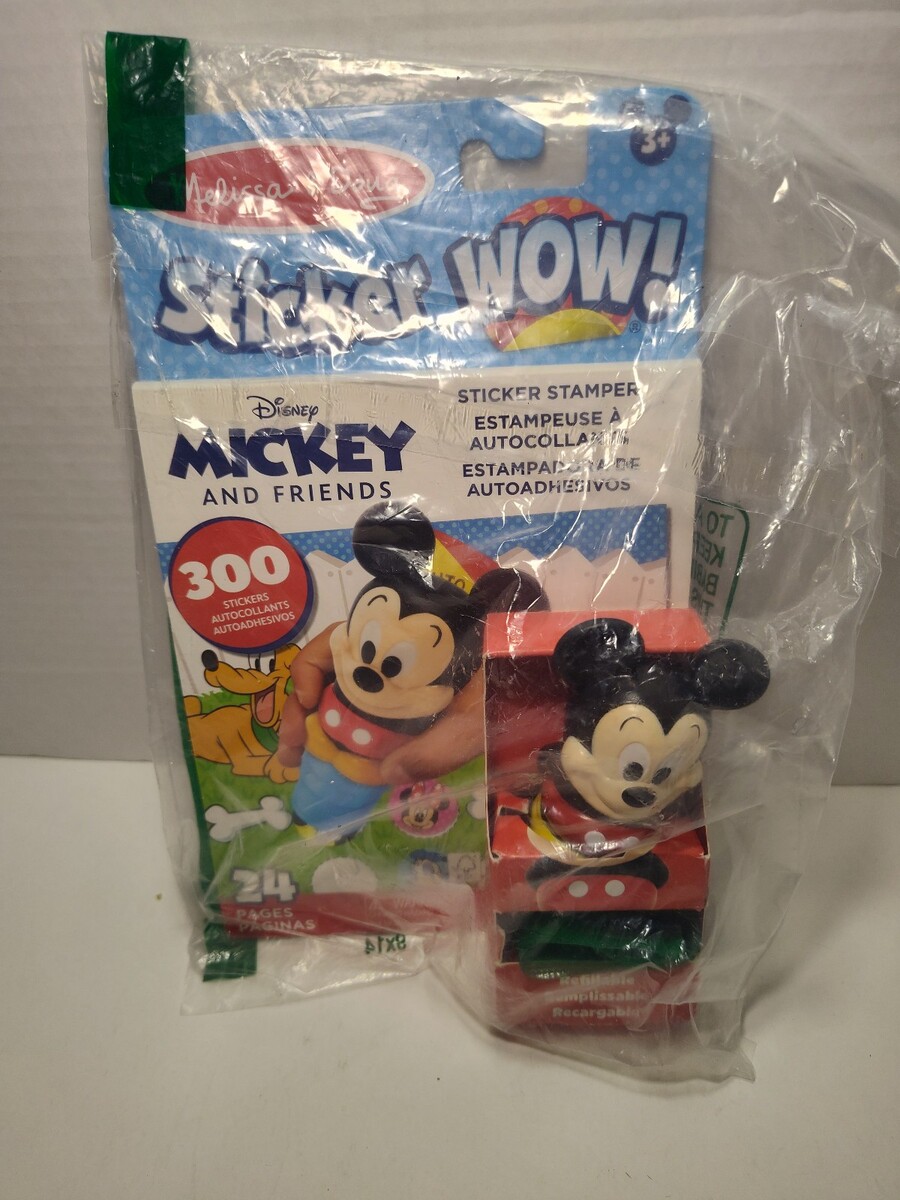 Melissa & Doug
3+
Sticker WOW!
®
Disney
MICKEY
AND FRIENDS
STICKER STAMPER
ESTAMPEUSE À
AUTOCOLLANTS
ESTAMPADORA DE
AUTOADHESIVOS
300
STICKERS
AUTOCOLLANTS
AUTOADHESIVOS
24
PAGES
PÁGINAS
8x14
Refillable
Remplissable
Recargable